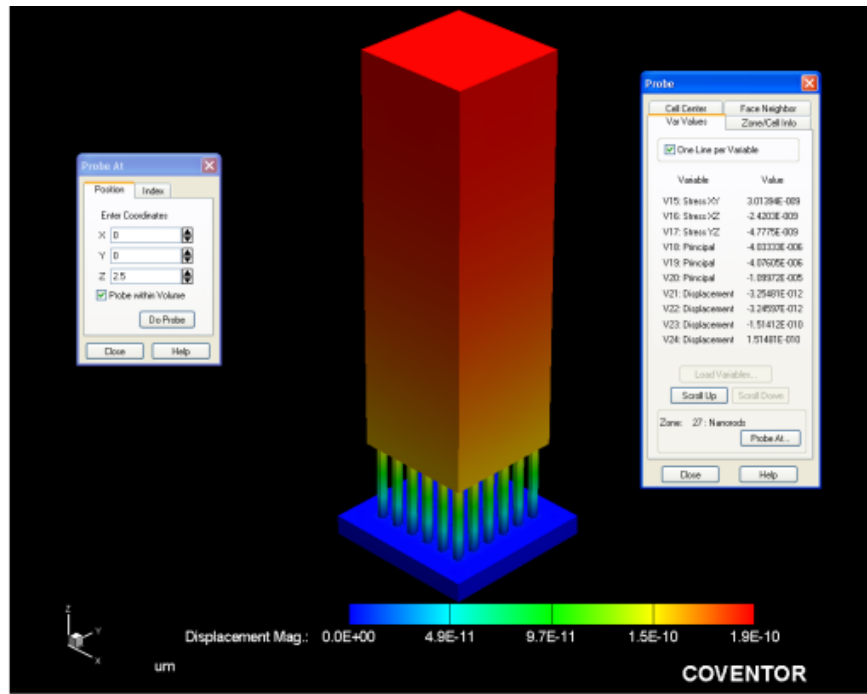 Probe At
Position Index
Enter Coordinates
X 0
Y 0
Z 2.5
Probe within Volume
Do Probe
Close Help
Probe
Cell Center Face Neighbor
Var Values Zone/Cell Info
One Line per Variable
Variable Value
V15: Stress XY 3.01394E-009
V16: Stress XZ -2.4203E-009
V17: Stress YZ -4.7775E-009
V18: Principal -4.03333E-006
V19: Principal -4.07605E-006
V20: Principal -1.09972E-005
V21: Displacement -3.25481E-012
V22: Displacement -3.24597E-012
V23: Displacement -1.51412E-010
V24: Displacement 1.51481E-010
Load Variables...
Scroll Up Scroll Down
Zone: 27 : Nanorods
Probe At...
Close Help
Z
Y
X
Displacement Mag.: 0.0E+00 4.9E-11 9.7E-11 1.5E-10 1.9E-10
um
COVENTOR